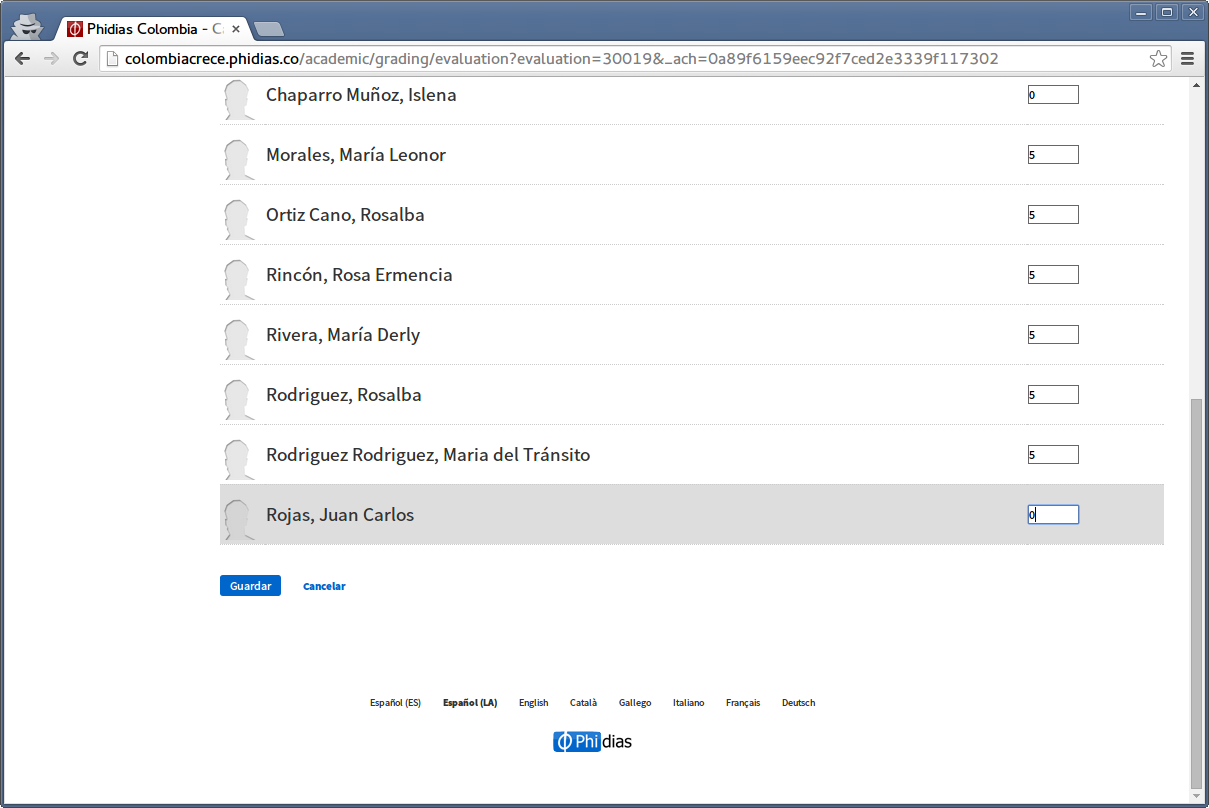 Phidias Colombia - C
colombiacrece.phidias.co/academic/grading/evaluation?evaluation=30019&_ach=0a89f6159eec92f7ced2e3339f117302
Chaparro Muñoz, Islena 0
Morales, María Leonor 5
Ortiz Cano, Rosalba 5
Rincón, Rosa Ermencia 5
Rivera, María Derly 5
Rodriguez, Rosalba 5
Rodriguez Rodriguez, Maria del Tránsito 5
Rojas, Juan Carlos 0
Guardar Cancelar
Español (ES) Español (LA) English Català Gallego Italiano Français Deutsch
Phidias